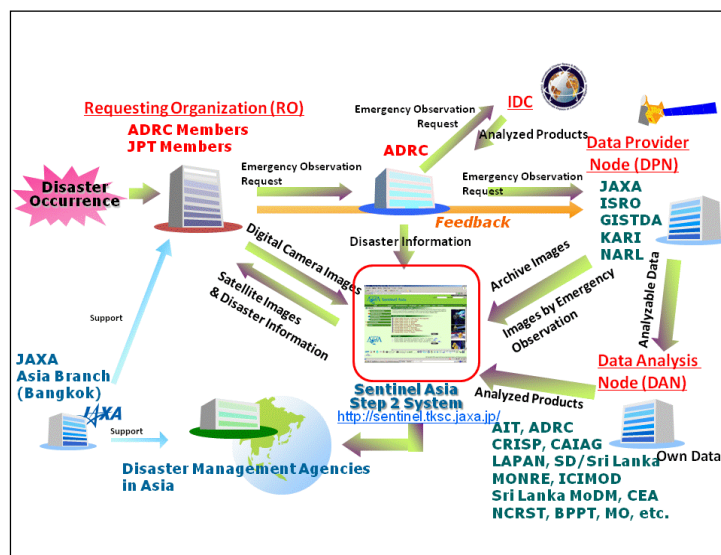 Requesting Organization (RO)
ADRC Members
JPT Members
Disaster
Occurrence
Emergency Observation
Request
ADRC
Emergency Observation
Request
IDC
Analyzed Products
Emergency Observation
Request
Data Provider
Node (DPN)
JAXA
ISRO
GISTDA
KARI
NARL
Feedback
Disaster Information
Digital Camera Images
Satellite Images
& Disaster Information
Archive Images
Images by Emergency
Observation
Analyzable Data
Support
JAXA
Asia Branch
(Bangkok)
JAXA
Support
Sentinel Asia
Step 2 System
http://sentinel.tksc.jaxa.jp/
Analyzed Products
Data Analysis
Node (DAN)
AIT, ADRC
CRISP, CAIAG
LAPAN, SD/Sri Lanka
MONRE, ICIMOD
Sri Lanka MoDM, CEA
NCRST, BPPT, MO, etc.
Own Data
Disaster Management Agencies
in Asia